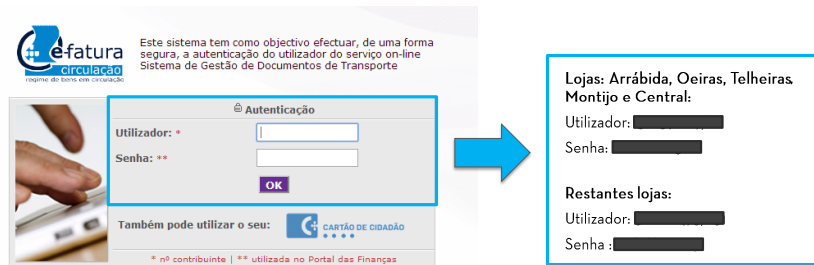 e-fatura
circulação
regime de bens em circulação
Este sistema tem como objectivo efectuar, de uma forma
segura, a autenticação do utilizador do serviço on-line
Sistema de Gestão de Documentos de Transporte
Autenticação
Utilizador: *
Senha: **
OK
Também pode utilizar o seu:
CARTÃO DE CIDADÃO
* nº contribuinte | ** utilizada no Portal das Finanças
Lojas: Arrábida, Oeiras, Telheiras,
Montijo e Central:
Utilizador:
Senha:
Restantes lojas:
Utilizador:
Senha :